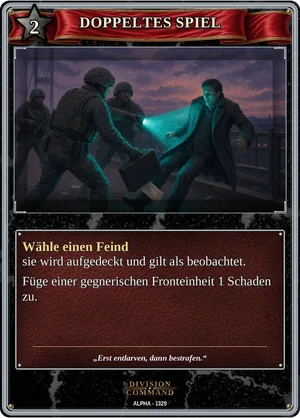 2
DOPPELTES SPIEL
Wähle einen Feind
sie wird aufgedeckt und gilt als beobachtet.
Füge einer gegnerischen Fronteinheit 1 Schaden
zu.
„Erst entlarven, dann bestrafen.“
DIVISION
COMMAND
ALPHA - 1329